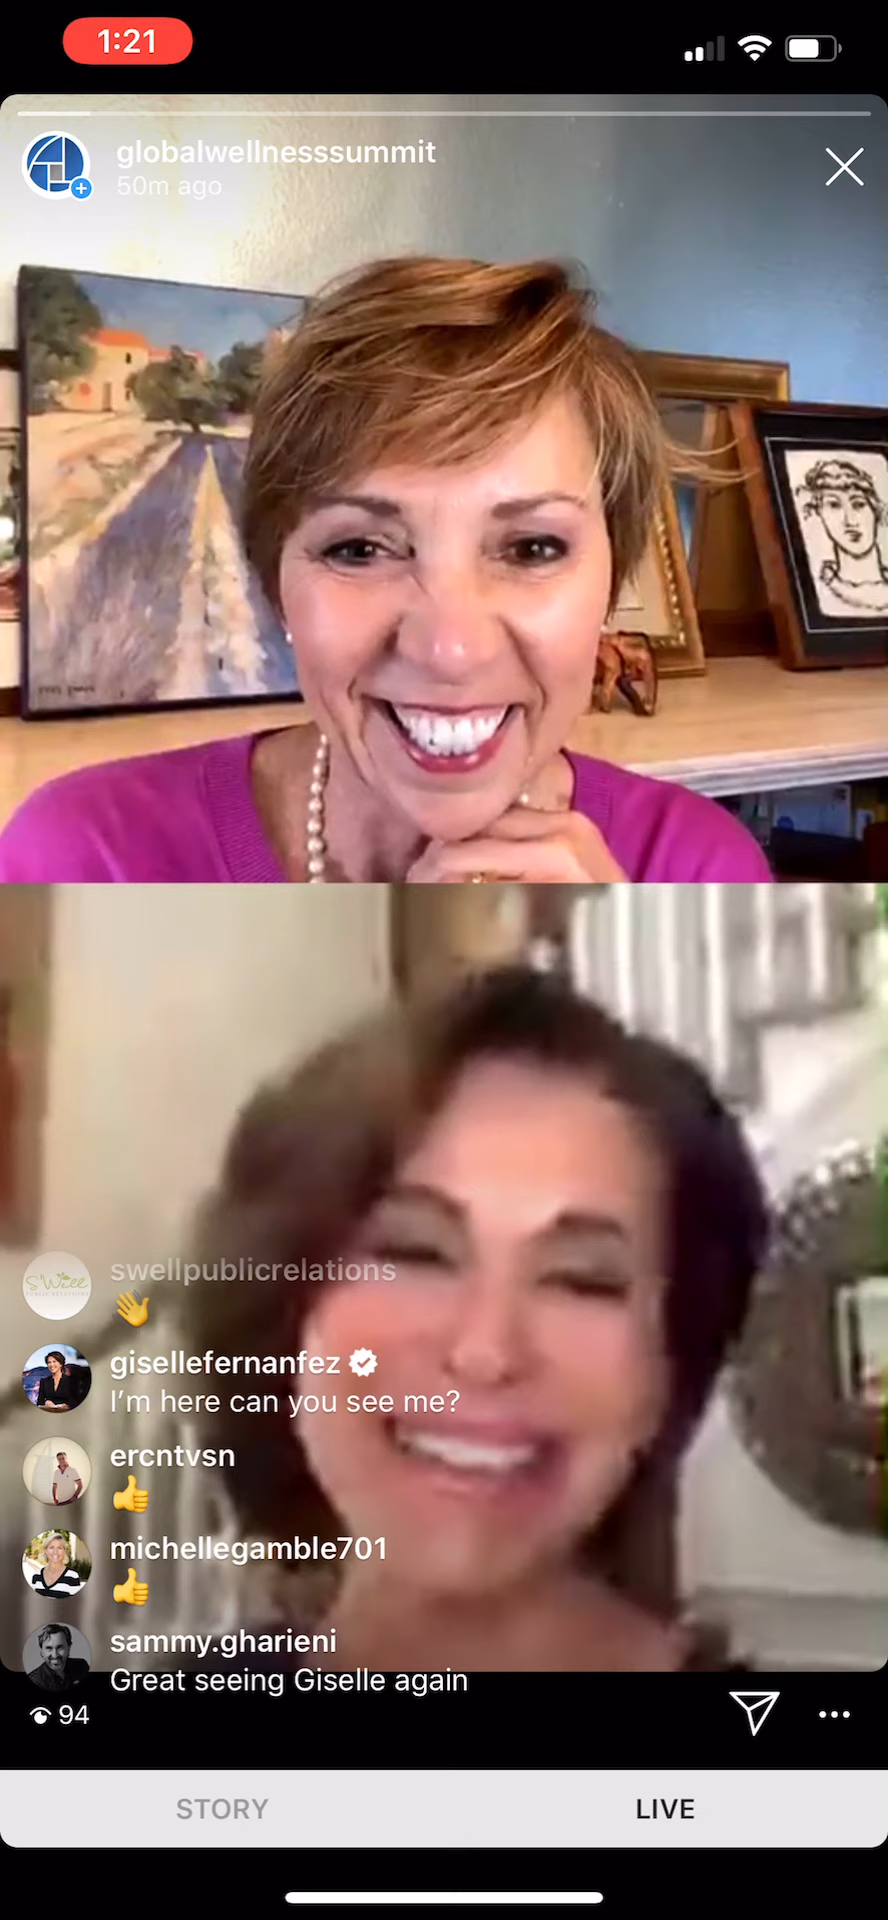 1:21
globalwellnesssummit
50m ago
swellpublicrelations
👋
gisellefernanfez
I'm here can you see me?
ercntvsn
👍
michellegamble701
👍
sammy.gharieni
Great seeing Giselle again
94
STORY
LIVE